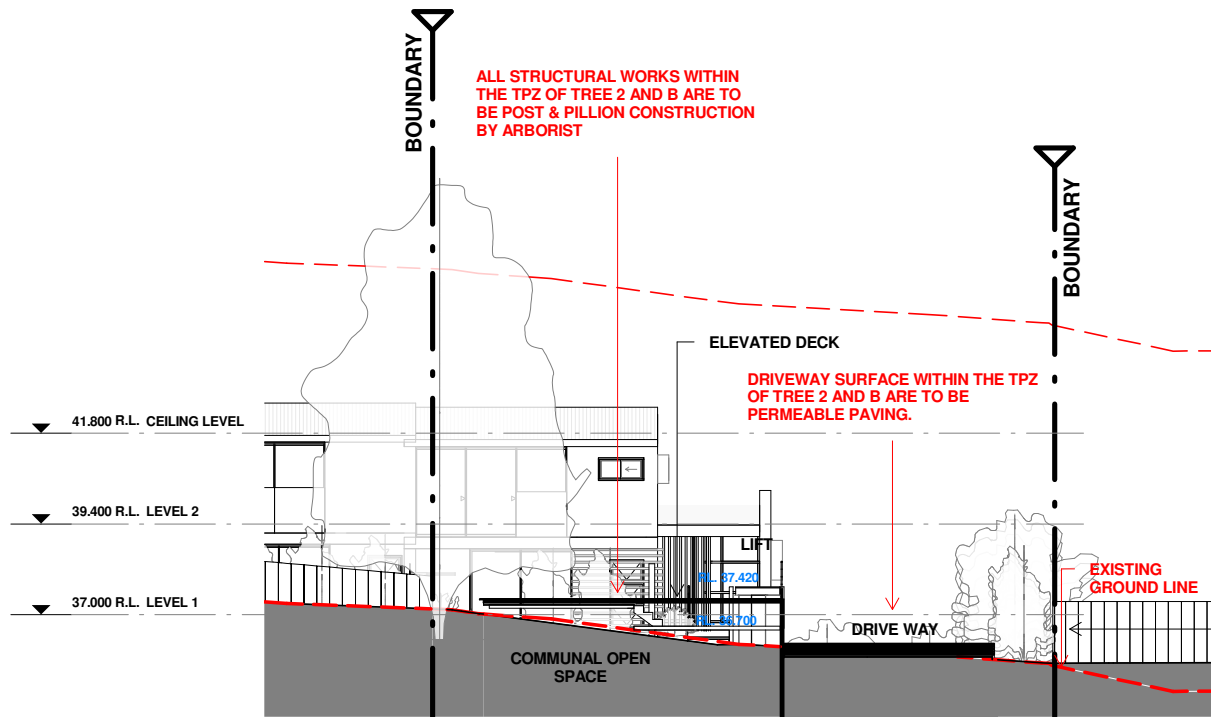 BOUNDARY
ALL STRUCTURAL WORKS WITHIN
THE TPZ OF TREE 2 AND B ARE TO
BE POST & PILLION CONSTRUCTION
BY ARBORIST
BOUNDARY
ELEVATED DECK
DRIVEWAY SURFACE WITHIN THE TPZ
OF TREE 2 AND B ARE TO BE
PERMEABLE PAVING.
41.800 R.L. CEILING LEVEL
39.400 R.L. LEVEL 2
LIFT
RL. 37.420
EXISTING
GROUND LINE
37.000 R.L. LEVEL 1
RL. 36.700
DRIVE WAY
COMMUNAL OPEN
SPACE